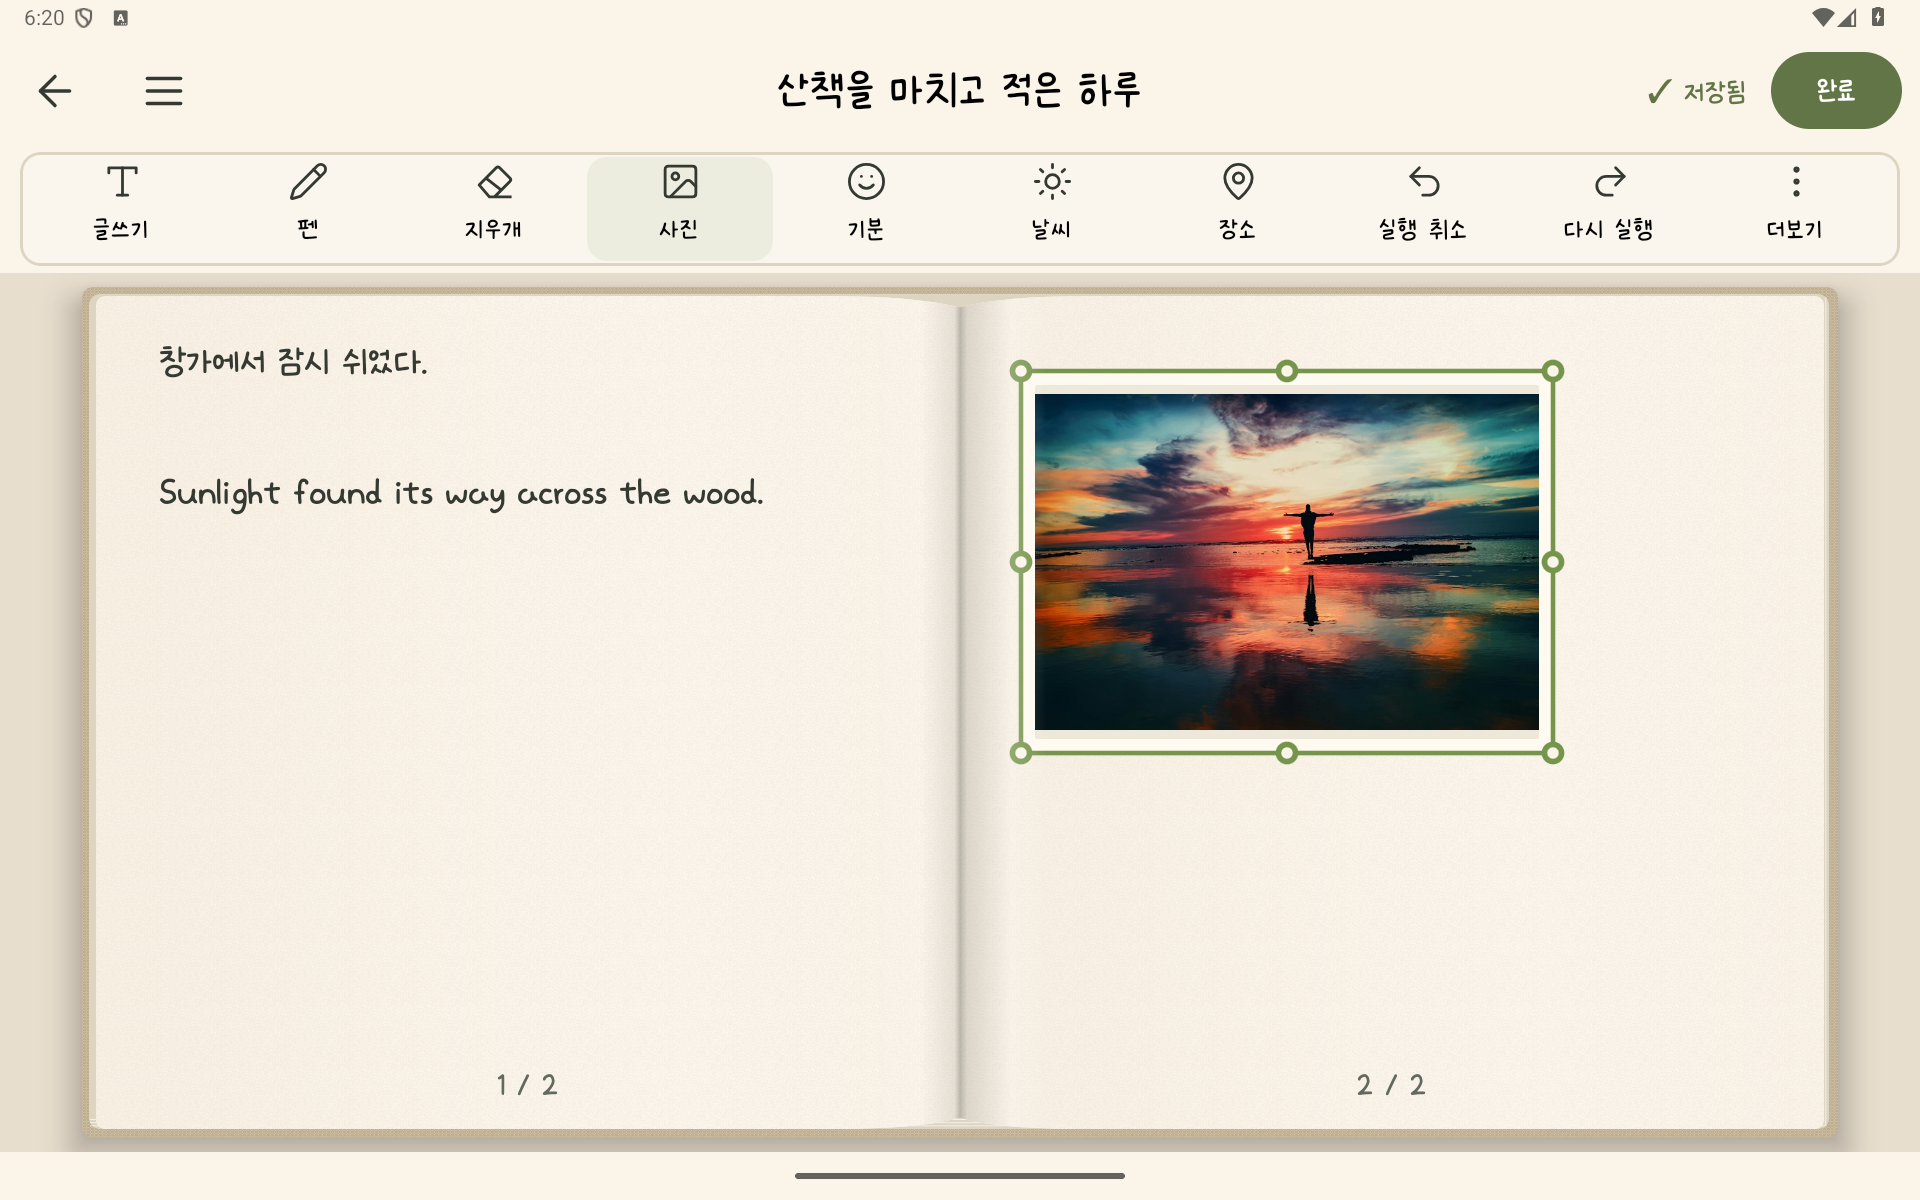 6:20
산책을 마치고 적은 하루
✓ 저장됨
완료
글쓰기
펜
지우개
사진
기분
날씨
장소
실행 취소
다시 실행
더보기
창가에서 잠시 쉬었다.
Sunlight found its way across the wood.
1 / 2
2 / 2